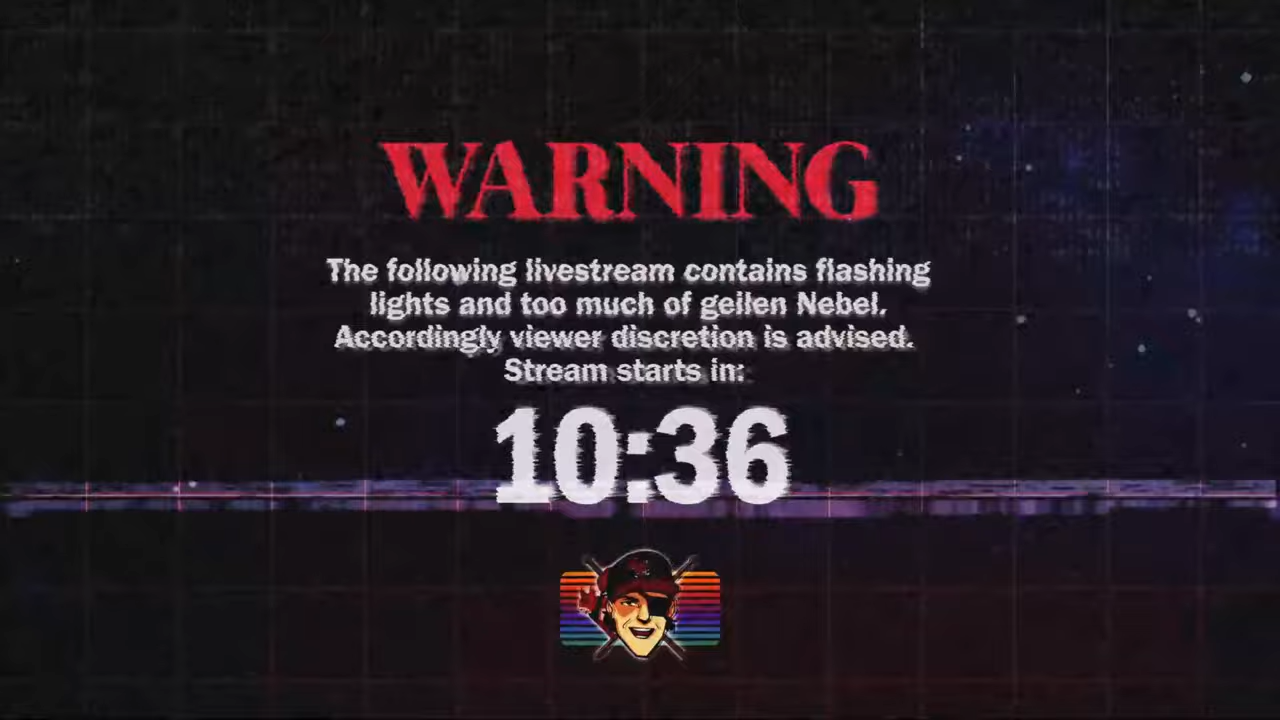 WARNING
The following livestream contains flashing
lights and too much of geilen Nebel.
Accordingly viewer discretion is advised.
Stream starts in:
10:36